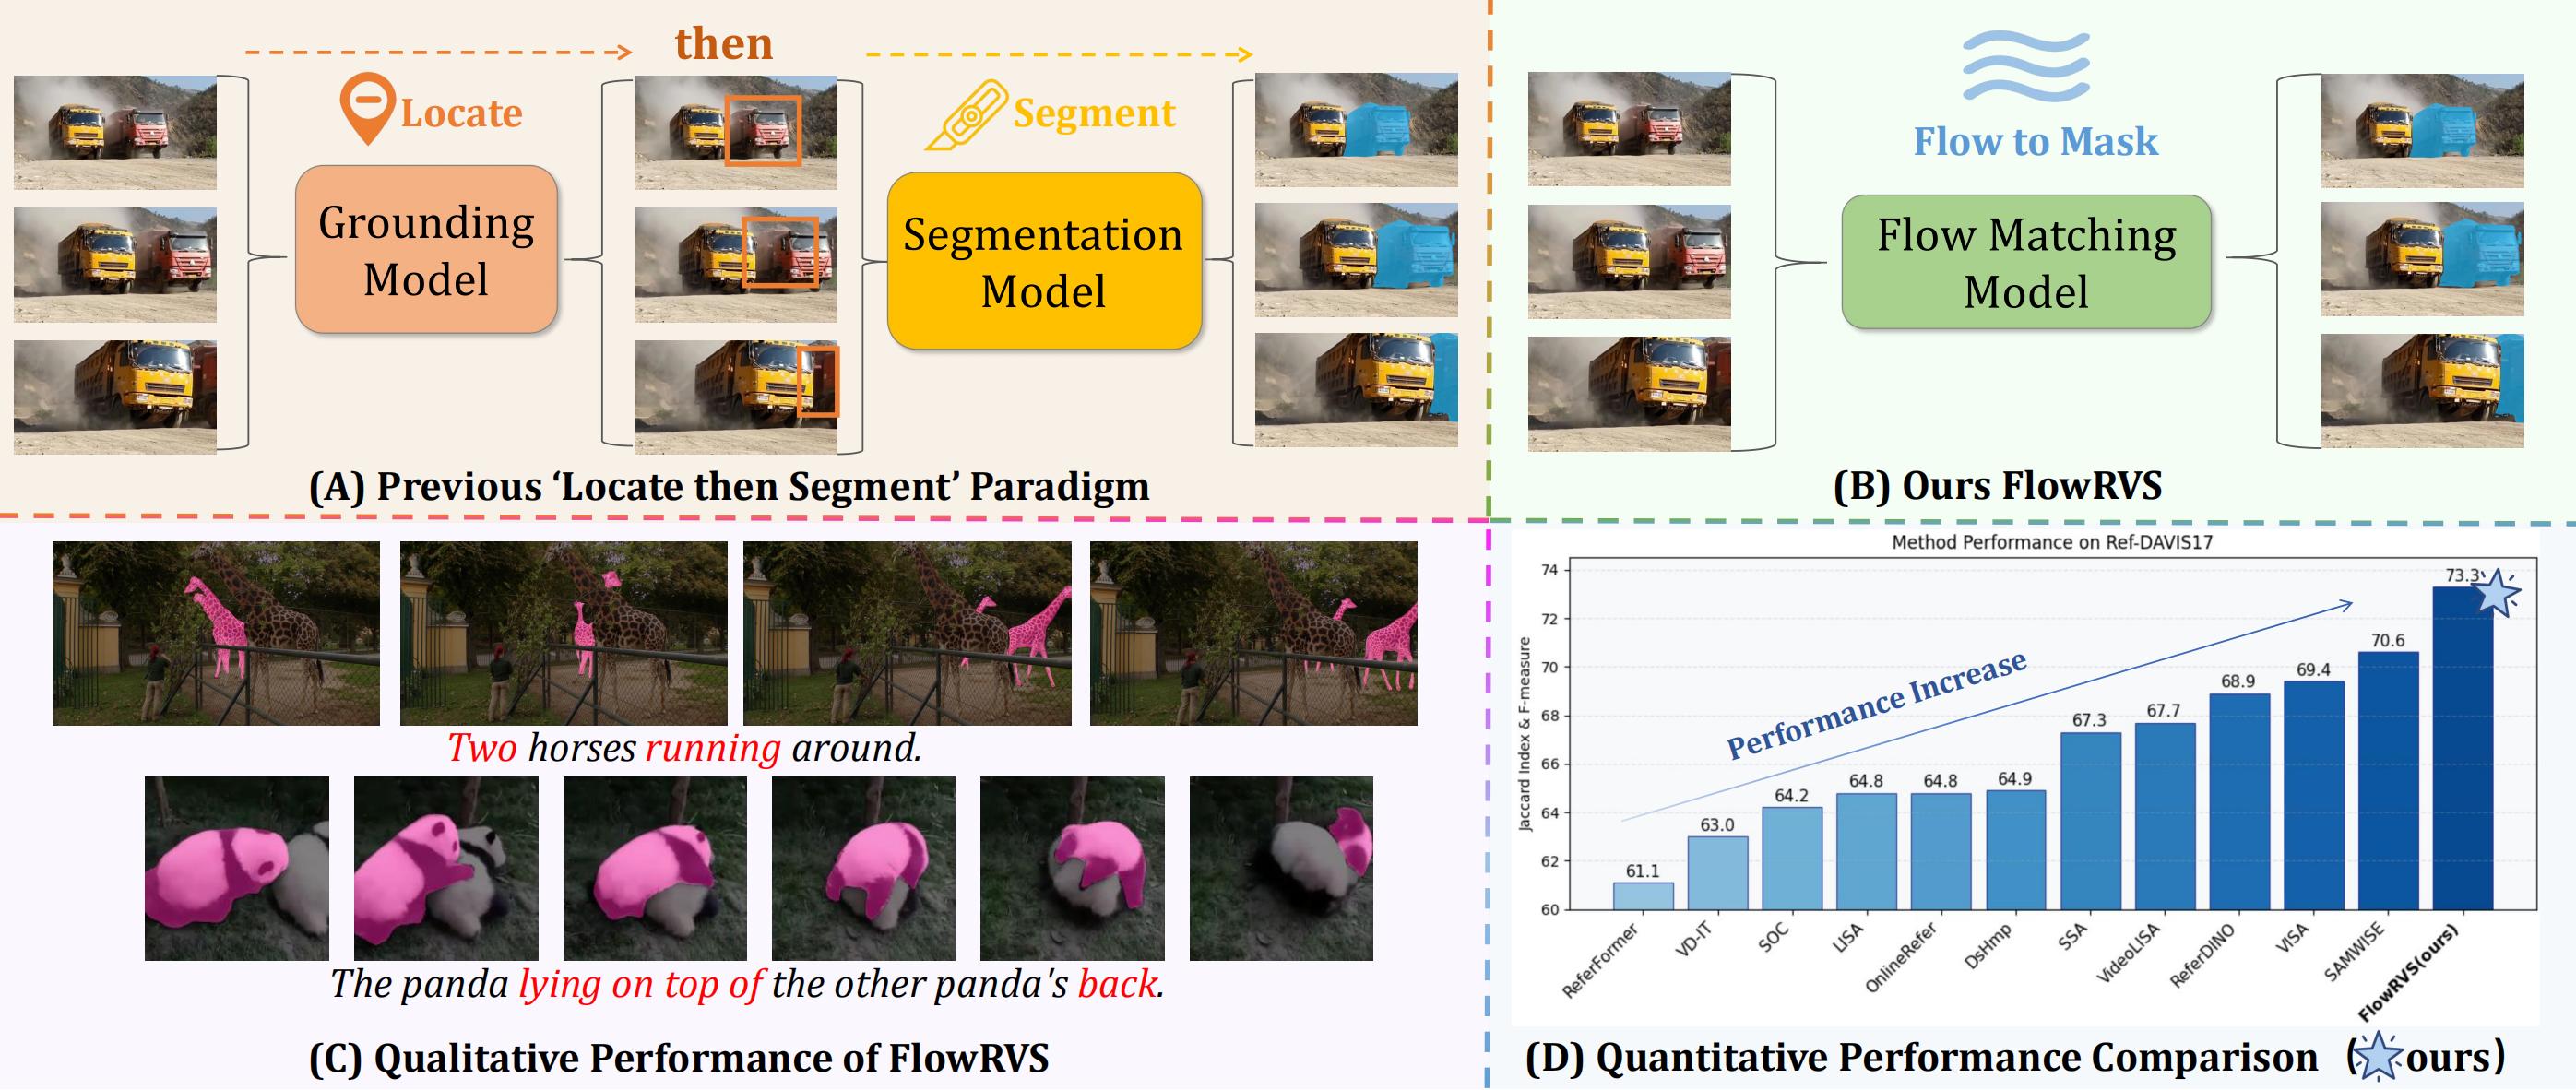 then
Locate
Segment
Grounding
Model
Segmentation
Model
(A) Previous ‘Locate then Segment’ Paradigm
Flow to Mask
Flow Matching
Model
(B) Ours FlowRVS
Two horses running around.
The panda lying on top of the other panda's back.
(C) Qualitative Performance of FlowRVS
Method Performance on Ref-DAVIS17
Jaccard Index & F-measure
74
72
70
68
66
64
62
60
Performance Increase
61.1
63.0
64.2
64.8
64.8
64.9
67.3
67.7
68.9
69.4
70.6
73.3
ReferFormer
VD-IT
SOC
LISA
OnlineRefer
DsHmp
SSA
VideoLISA
ReferDINO
VISA
SAMWISE
FlowRVS(ours)
(D) Quantitative Performance Comparison ( ours)